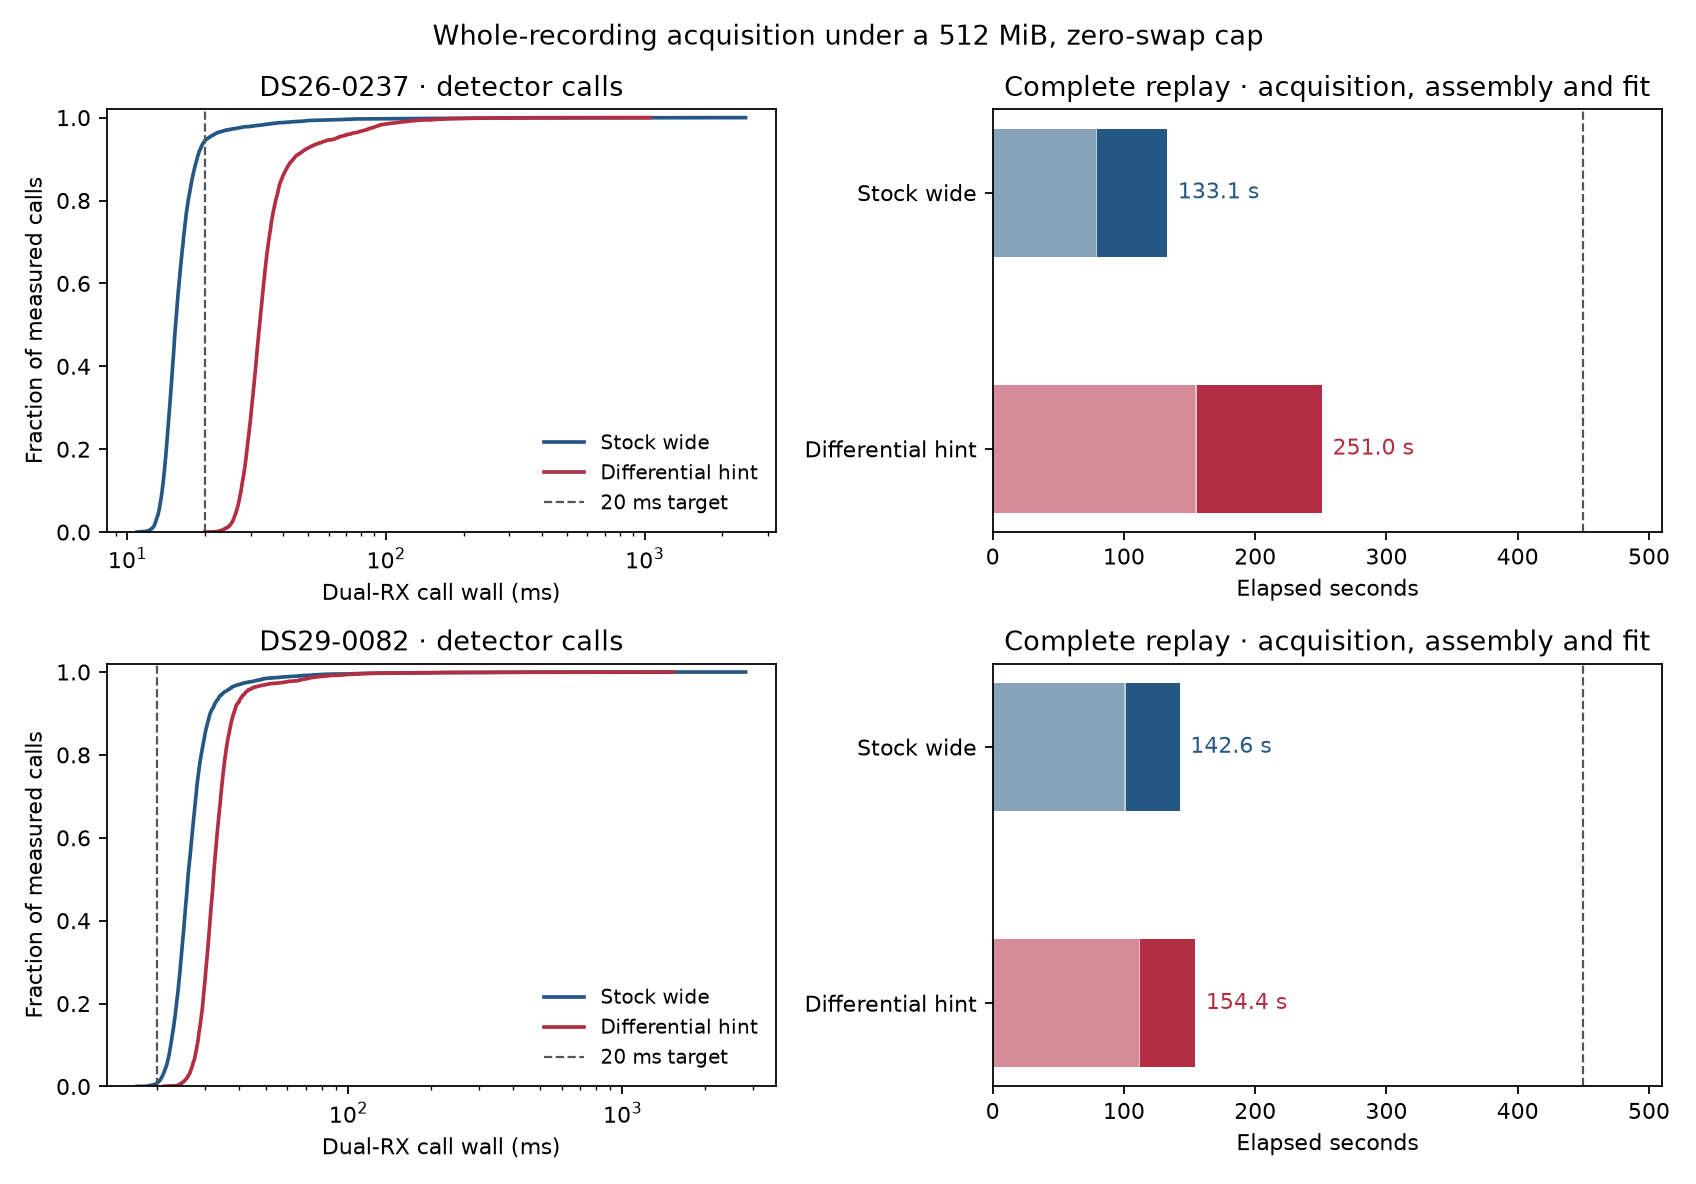 Whole-recording acquisition under a 512 MiB, zero-swap cap
DS26-0237 · detector calls
Fraction of measured calls
1.0
0.8
0.6
0.4
0.2
0.0
Stock wide
Differential hint
20 ms target
10¹
10²
10³
Dual-RX call wall (ms)
Complete replay · acquisition, assembly and fit
Stock wide
133.1 s
Differential hint
251.0 s
0
100
200
300
400
500
Elapsed seconds
DS29-0082 · detector calls
Fraction of measured calls
1.0
0.8
0.6
0.4
0.2
0.0
Stock wide
Differential hint
20 ms target
10²
10³
Dual-RX call wall (ms)
Complete replay · acquisition, assembly and fit
Stock wide
142.6 s
Differential hint
154.4 s
0
100
200
300
400
500
Elapsed seconds